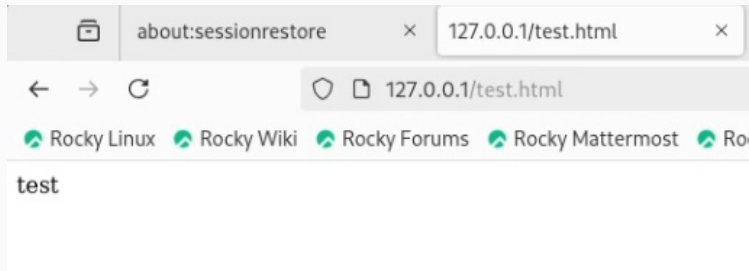 about:sessionrestore × 127.0.0.1/test.html ×
127.0.0.1/test.html
Rocky Linux Rocky Wiki Rocky Forums Rocky Mattermost Ro
test